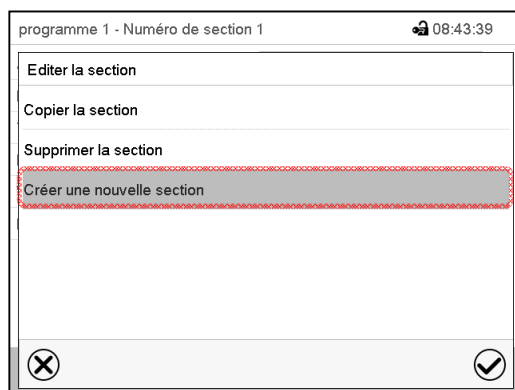 programme 1 - Numéro de section 1 08:43:39
Editer la section
Copier la section
Supprimer la section
Créer une nouvelle section